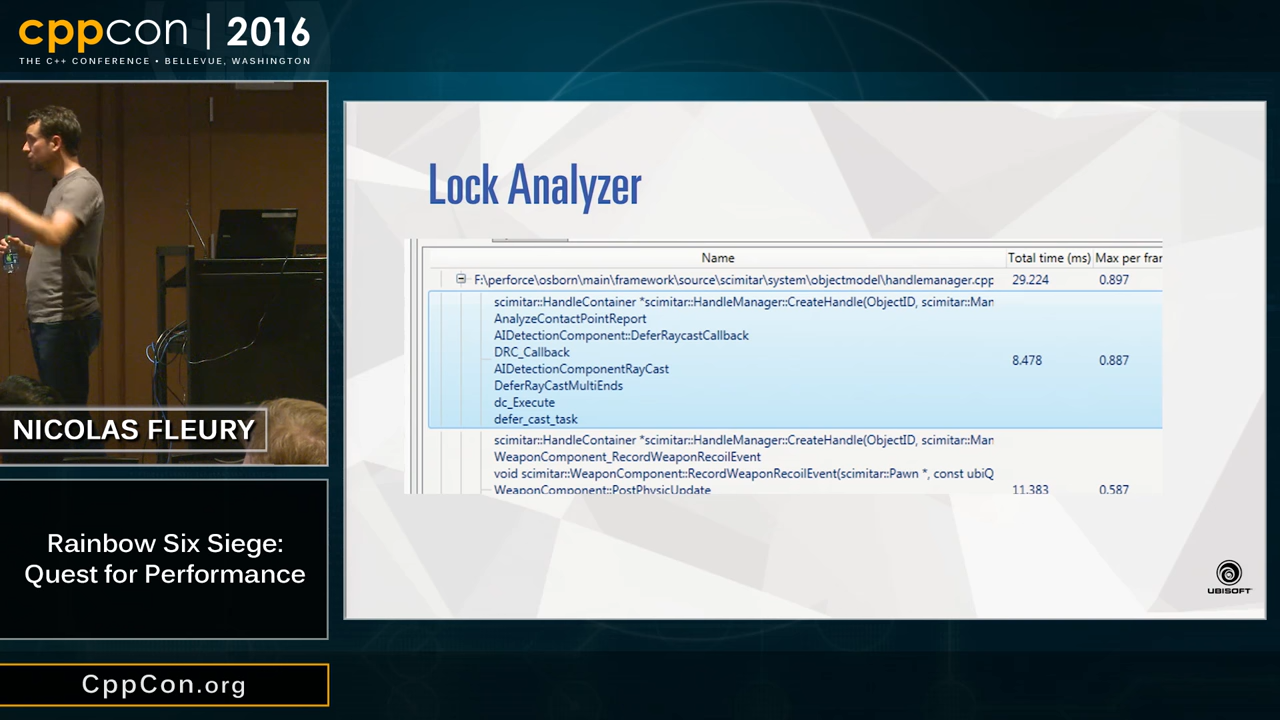 cppcon | 2016
THE C++ CONFERENCE • BELLEVUE, WASHINGTON
NICOLAS FLEURY
Rainbow Six Siege:
Quest for Performance
CppCon.org
Lock Analyzer
Name Total time (ms) Max per frar
F:\perforce\osborn\main\framework\source\scimitar\system\objectmodel\handlemanager.cpp 29.224 0.897
scimitar::HandleContainer *scimitar::HandleManager::CreateHandle(ObjectID, scimitar::Man
AnalyzeContactPointReport
AIDetectionComponent::DeferRaycastCallback
DRC_Callback
8.478 0.887
AIDetectionComponentRayCast
DeferRayCastMultiEnds
dc_Execute
defer_cast_task
scimitar::HandleContainer *scimitar::HandleManager::CreateHandle(ObjectID, scimitar::Man
WeaponComponent_RecordWeaponRecoilEvent
void scimitar::WeaponComponent::RecordWeaponRecoilEvent(scimitar::Pawn *, const ubiQ
WeaponComponent::PostPhysicUpdate 11.383 0.587
UBISOFT